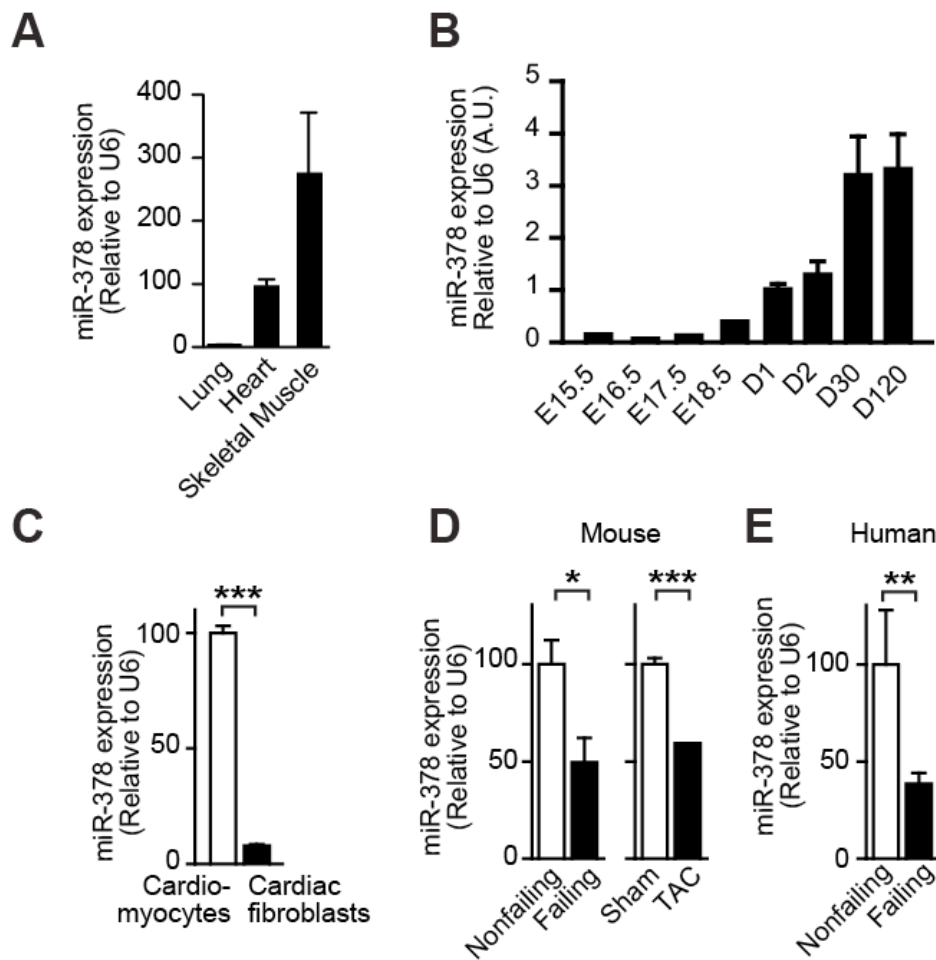 A
miR-378 expression
(Relative to U6)
400
300
200
100
0
Lung
Heart
Skeletal Muscle
B
miR-378 expression
Relative to U6 (A.U.)
5
4
3
2
1
0
E15.5
E16.5
E17.5
E18.5
D1
D2
D30
D120
C
miR-378 expression
(Relative to U6)
***
100
50
0
Cardio-
myocytes
Cardiac
fibroblasts
D
Mouse
miR-378 expression
(Relative to U6)
*
100
50
0
Nonfailing
Failing
***
Sham
TAC
E
Human
miR-378 expression
(Relative to U6)
**
100
50
0
Nonfailing
Failing